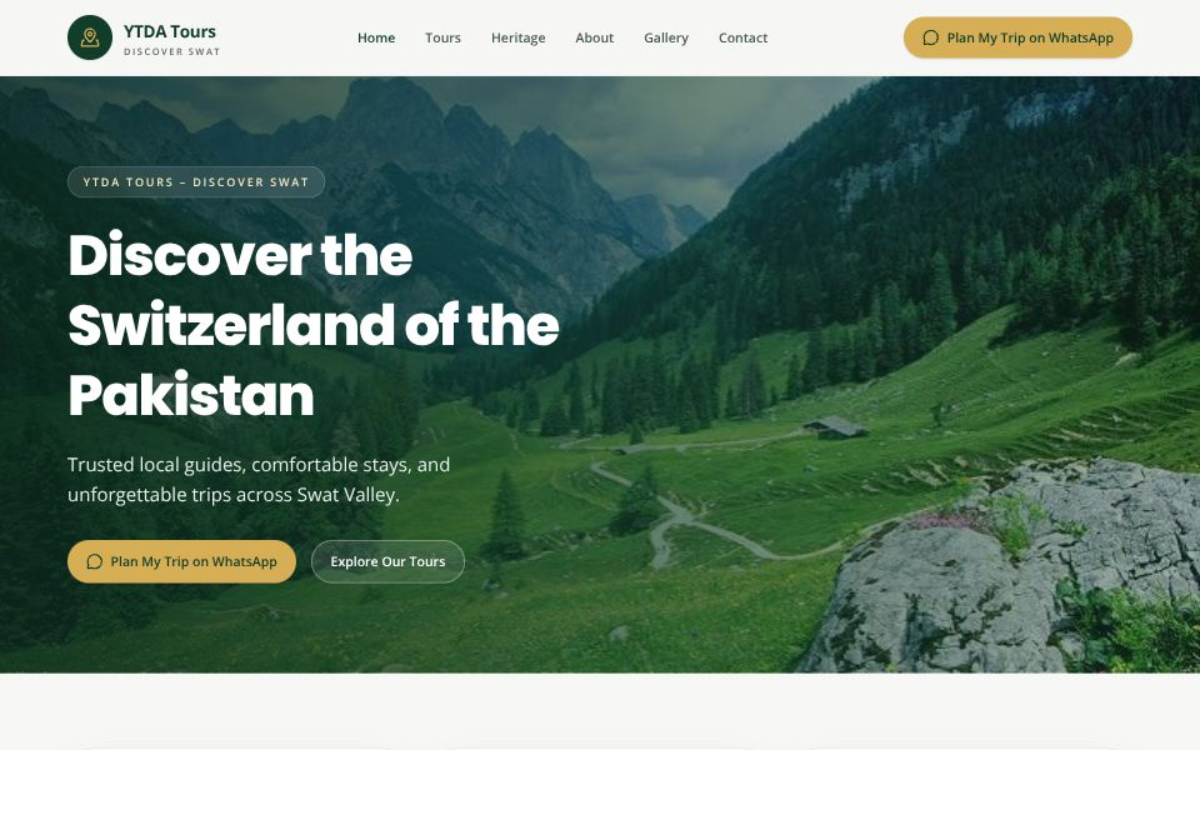 YTDA Tours
DISCOVER SWAT
Home
Tours
Heritage
About
Gallery
Contact
Plan My Trip on WhatsApp
YTDA TOURS – DISCOVER SWAT
Discover the
Switzerland of the
Pakistan
Trusted local guides, comfortable stays, and
unforgettable trips across Swat Valley.
Plan My Trip on WhatsApp
Explore Our Tours